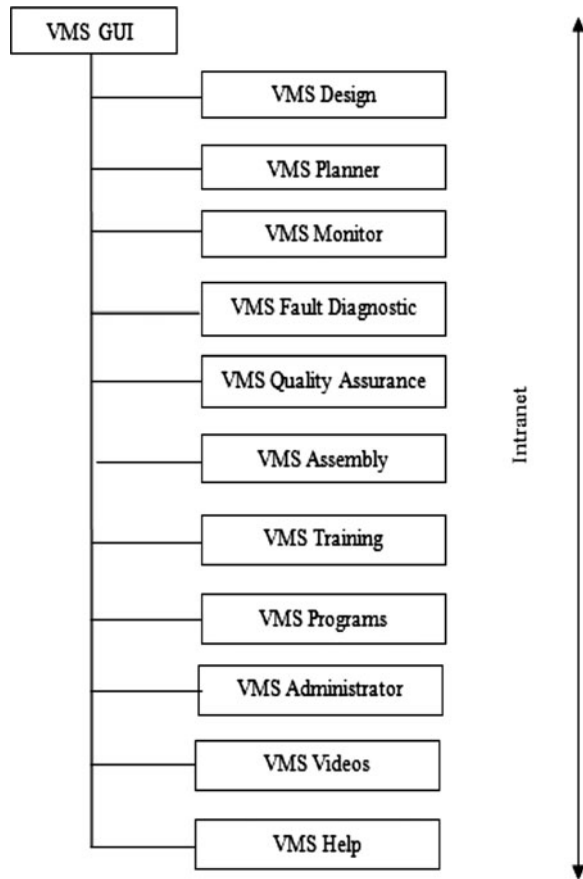 VMS GUI
VMS Design
VMS Planner
VMS Monitor
VMS Fault Diagnostic
VMS Quality Assurance
VMS Assembly
VMS Training
VMS Programs
VMS Administrator
VMS Videos
VMS Help
Intranet